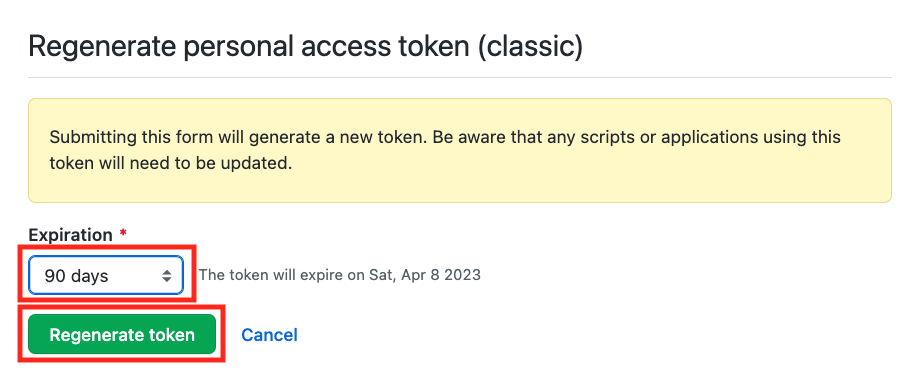 Regenerate personal access token (classic)
Submitting this form will generate a new token. Be aware that any scripts or applications using this
token will need to be updated.
Expiration *
90 days The token will expire on Sat, Apr 8 2023
Regenerate token Cancel